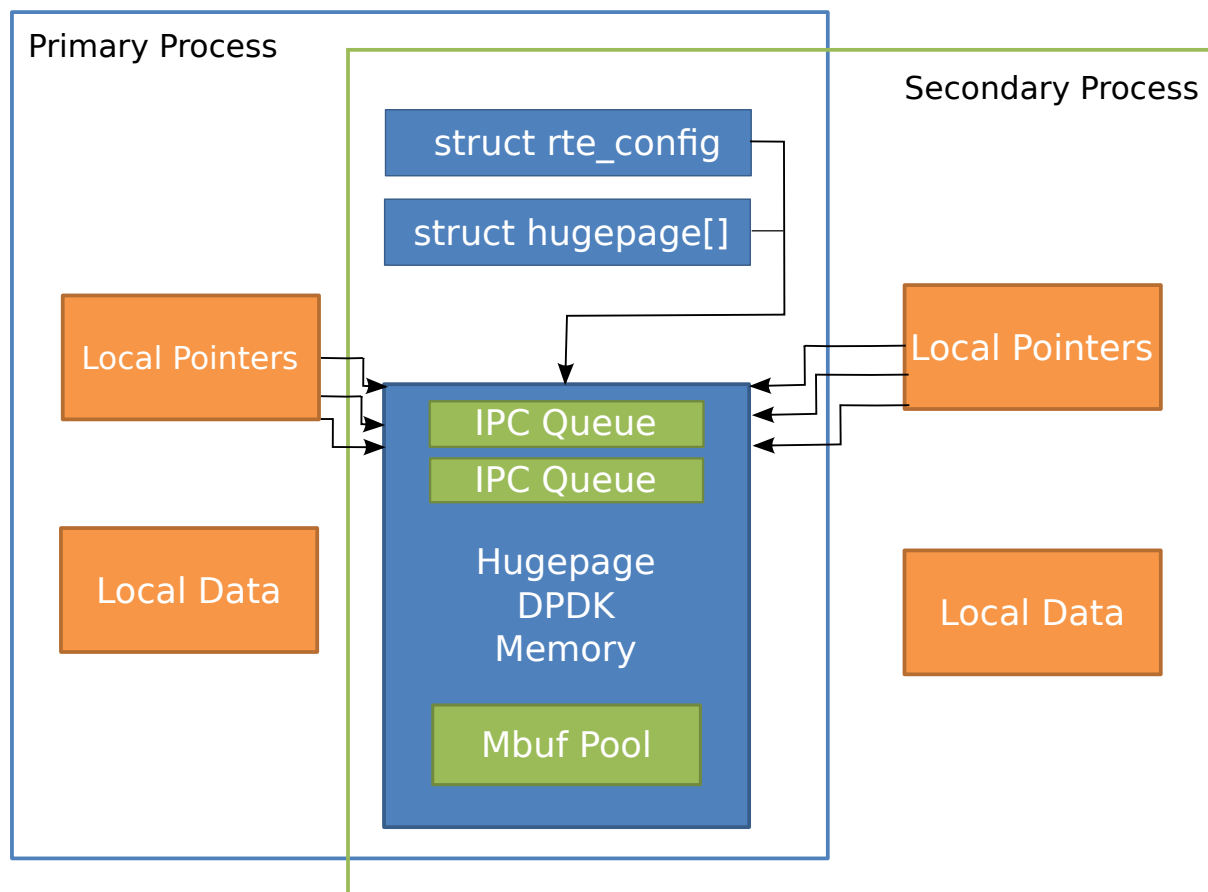 Primary Process
Secondary Process
struct rte_config
struct hugepage[]
Local Pointers
Local Pointers
IPC Queue
IPC Queue
Hugepage
DPDK
Memory
Local Data
Local Data
Mbuf Pool